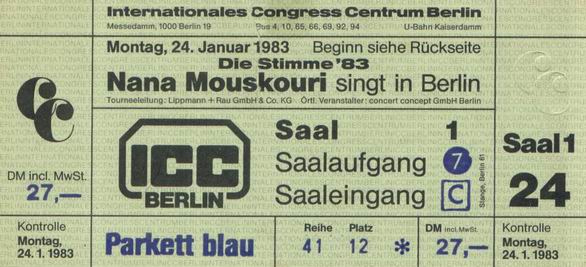 Internationales Congress Centrum Berlin
Messedamm, 1000 Berlin 19 Bus 4, 10, 65, 66, 69, 92, 94 U-Bahn Kaiserdamm
Montag, 24. Januar 1983 Beginn siehe Rückseite
Die Stimme '83
Nana Mouskouri singt in Berlin
Tourneeleitung: Lippmann + Rau GmbH & Co. KG Örtl. Veranstalter: concert concept GmbH Berlin
CC
DM incl. MwSt.
27,—
ICC
BERLIN
Saal 1
Saalaufgang 7
Saaleingang C
Stange, Berlin 61
Saal 1
24
Kontrolle
Montag,
24.1.1983
Parkett blau
Reihe Platz
41 12 *
DM incl. MwSt.
27,—
Kontrolle
Montag,
24.1.1983